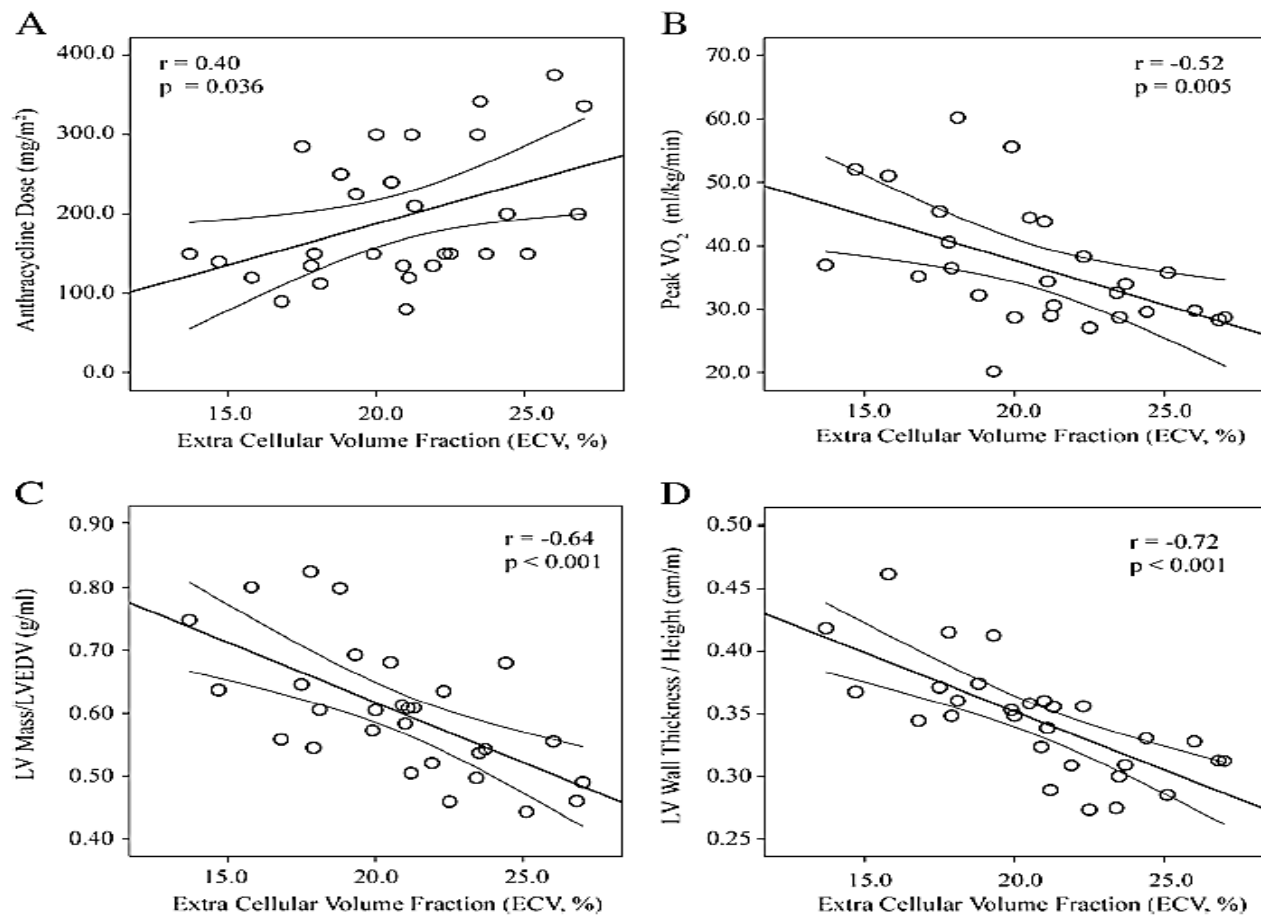 A
400.0
300.0
200.0
100.0
0.0
Anthracycline Dose (mg/m²)
r = 0.40
p = 0.036
15.0 20.0 25.0
Extra Cellular Volume Fraction (ECV, %)
B
70.0
60.0
50.0
40.0
30.0
20.0
Peak VO₂ (ml/kg/min)
r = -0.52
p = 0.005
15.0 20.0 25.0
Extra Cellular Volume Fraction (ECV, %)
C
0.90
0.80
0.70
0.60
0.50
0.40
LV Mass/LVEDV (g/ml)
r = -0.64
p < 0.001
15.0 20.0 25.0
Extra Cellular Volume Fraction (ECV, %)
D
0.50
0.45
0.40
0.35
0.30
0.25
LV Wall Thickness / Height (cm/m)
r = -0.72
p < 0.001
15.0 20.0 25.0
Extra Cellular Volume Fraction (ECV, %)